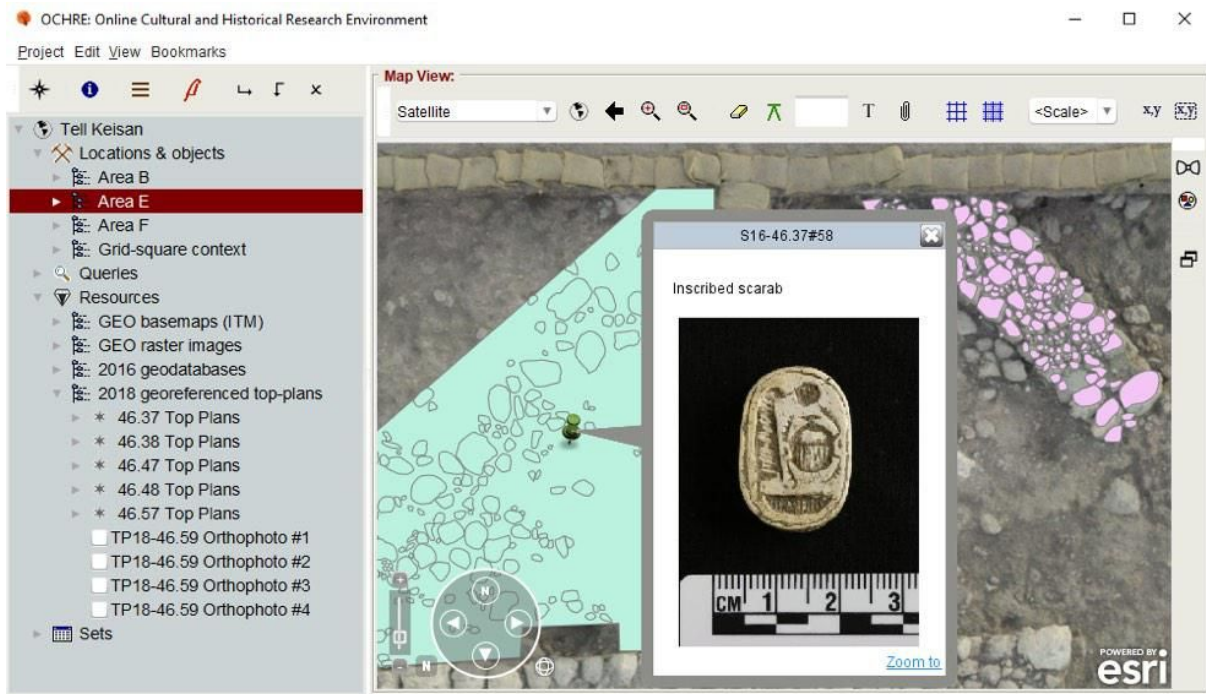 OCHRE: Online Cultural and Historical Research Environment
Project Edit View Bookmarks
Tell Keisan
Locations & objects
Area B
Area E
Area F
Grid-square context
Queries
Resources
GEO basemaps (ITM)
GEO raster images
2016 geodatabases
2018 georeferenced top-plans
46.37 Top Plans
46.38 Top Plans
46.47 Top Plans
46.48 Top Plans
46.57 Top Plans
TP18-46.59 Orthophoto #1
TP18-46.59 Orthophoto #2
TP18-46.59 Orthophoto #3
TP18-46.59 Orthophoto #4
Sets
Map View:
Satellite
T
<Scale>
x,y
x,y
S16-46.37#58
Inscribed scarab
CM 1 2 3
Zoom to
N
N
POWERED BY
esri